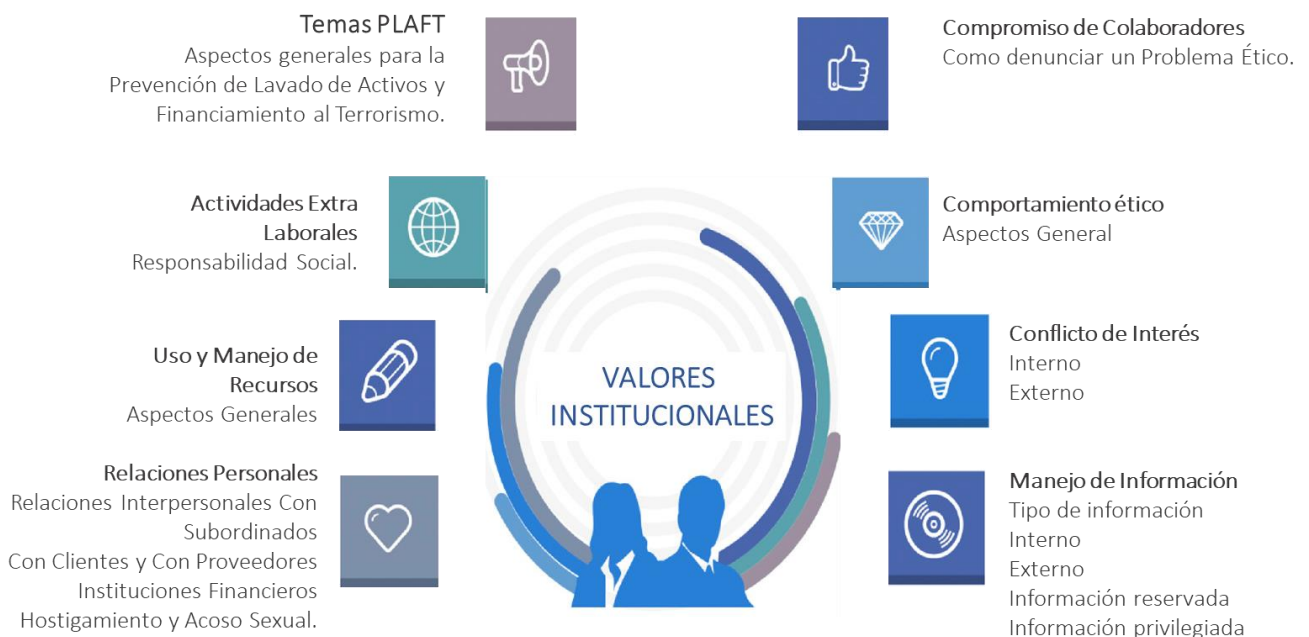 Temas PLAFT
Aspectos generales para la
Prevención de Lavado de Activos y
Financiamiento al Terrorismo.
Actividades Extra
Laborales
Responsabilidad Social.
Uso y Manejo de
Recursos
Aspectos Generales
Relaciones Personales
Relaciones Interpersonales Con
Subordinados
Con Clientes y Con Proveedores
Instituciones Financieros
Hostigamiento y Acoso Sexual.
VALORES
INSTITUCIONALES
Compromiso de Colaboradores
Como denunciar un Problema Ético.
Comportamiento ético
Aspectos General
Conflicto de Interés
Interno
Externo
Manejo de Información
Tipo de información
Interno
Externo
Información reservada
Información privilegiada